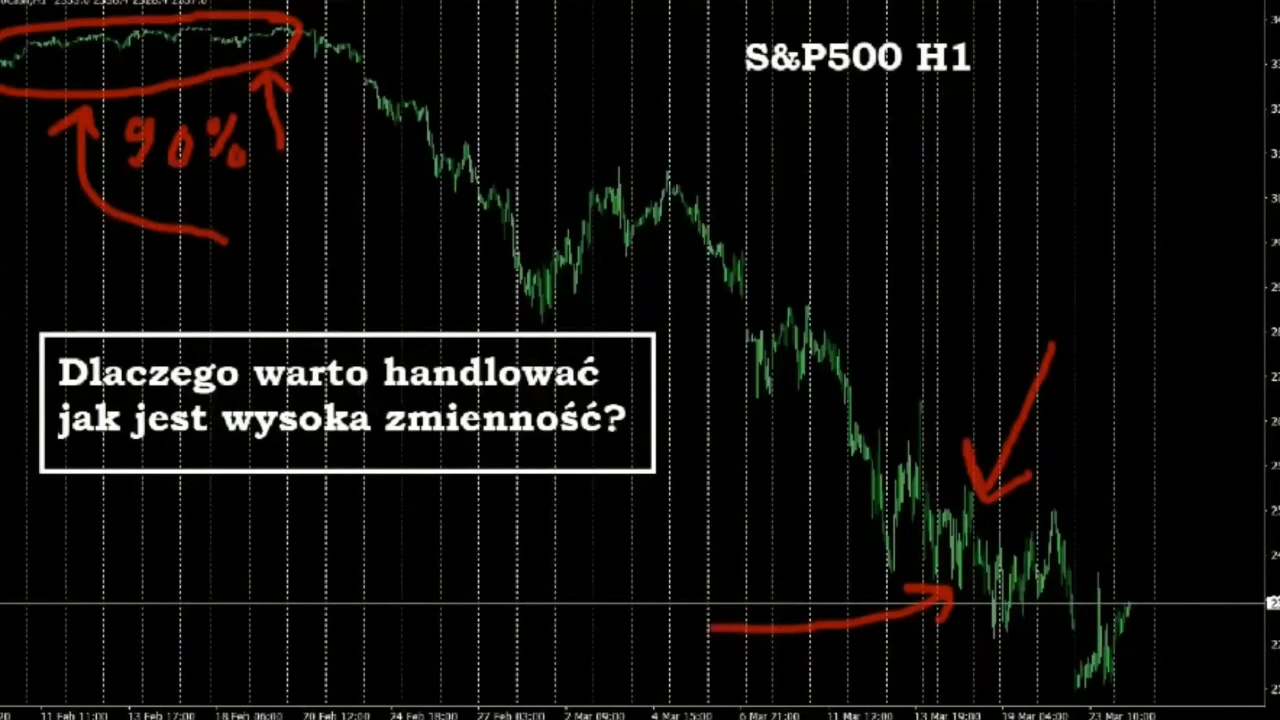 S&P500 H1
90%
Dlaczego warto handlować
jak jest wysoka zmienność?
11 Feb 11:00 13 Feb 17:00 18 Feb 06:00 20 Feb 12:00 24 Feb 18:00 27 Feb 03:00 2 Mar 09:00 4 Mar 15:00 6 Mar 21:00 11 Mar 12:00 13 Mar 19:00 19 Mar 04:00 23 Mar 10:00